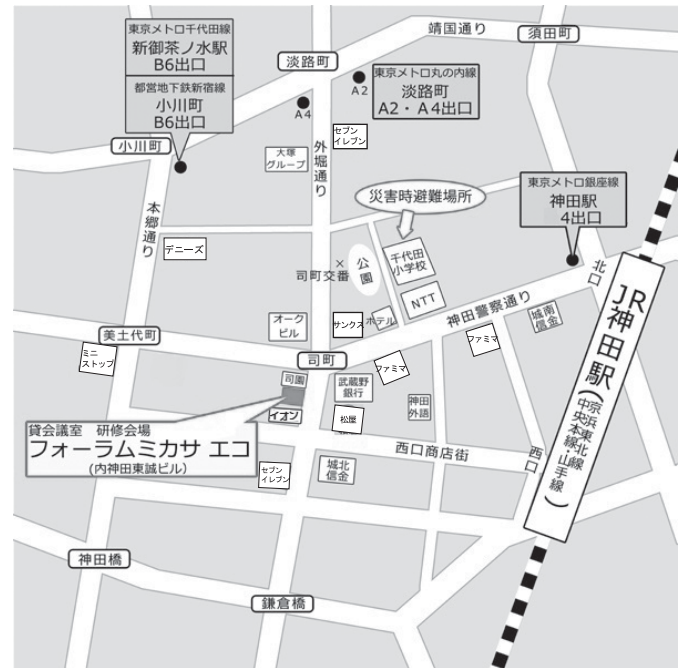 東京メトロ千代田線
新御茶ノ水駅
B6出口
都営地下鉄新宿線
小川町
B6出口
淡路町
靖国通り
須田町
A2
A4
東京メトロ丸の内線
淡路町
A2・A4出口
小川町
外堀通り
セブン
イレブン
大塚
グループ
災害時避難場所
東京メトロ銀座線
神田駅
4出口
本郷通り
デニーズ
×
司町交番
公園
千代田
小学校
NTT
北口
JR神田駅
(京浜東北線
中央本線・山手線)
神田警察通り
城南
信金
美土代町
オーク
ビル
サンクス
ホテル
ファミマ
ミニ
ストップ
司町
ファミマ
司園
武蔵野
銀行
神田
外語
イオン
松屋
貸会議室 研修会場
フォーラムミカサ エコ
(内神田東誠ビル)
西口商店街
西口
セブン
イレブン
城北
信金
神田橋
鎌倉橋